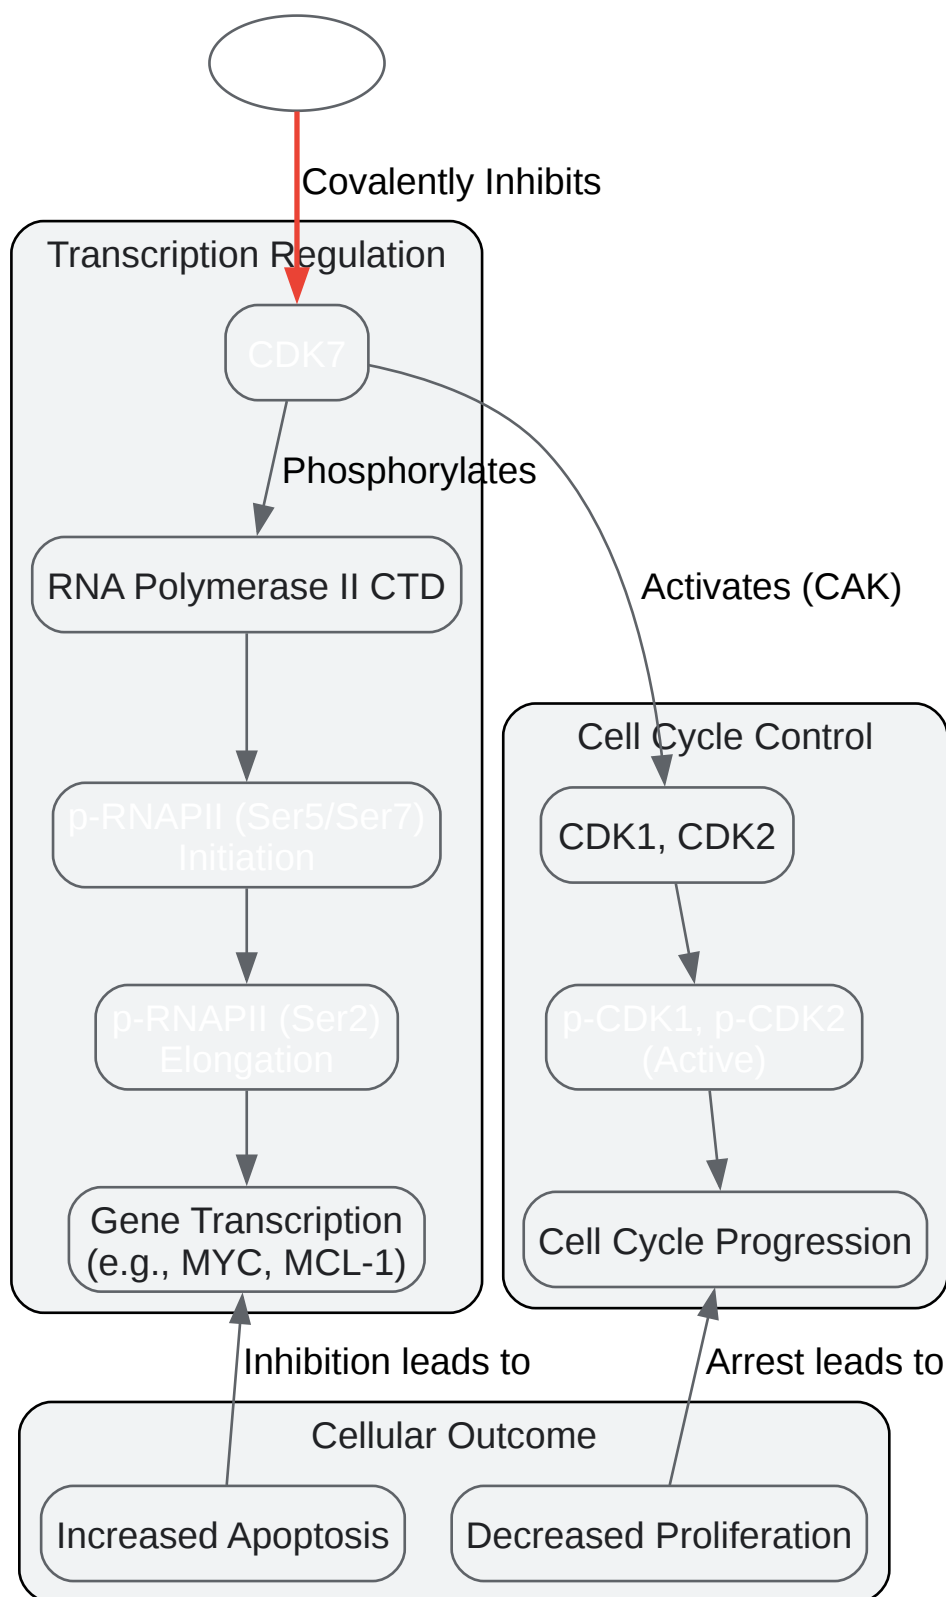 Covalently Inhibits
Transcription Regulation
CDK7
Phosphorylates
RNA Polymerase II CTD
Activates (CAK)
Cell Cycle Control
p-RNAPII (Ser5/Ser7)
Initiation
CDK1, CDK2
p-RNAPII (Ser2)
Elongation
p-CDK1, p-CDK2
(Active)
Gene Transcription
(e.g., MYC, MCL-1)
Cell Cycle Progression
Inhibition leads to
Arrest leads to
Cellular Outcome
Increased Apoptosis
Decreased Proliferation